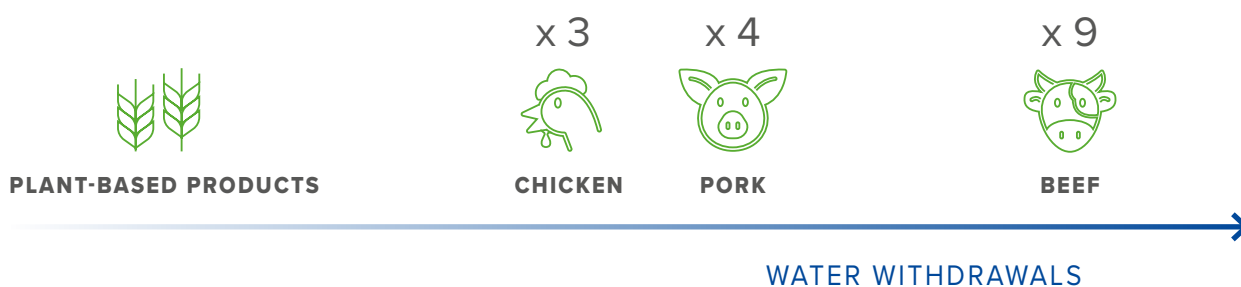 x 3
x 4
x 9
PLANT-BASED PRODUCTS
CHICKEN
PORK
BEEF
WATER WITHDRAWALS